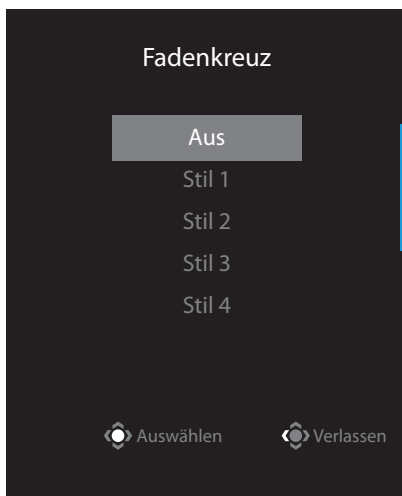 Fadenkreuz
Aus
Stil 1
Stil 2
Stil 3
Stil 4
Auswählen Verlassen